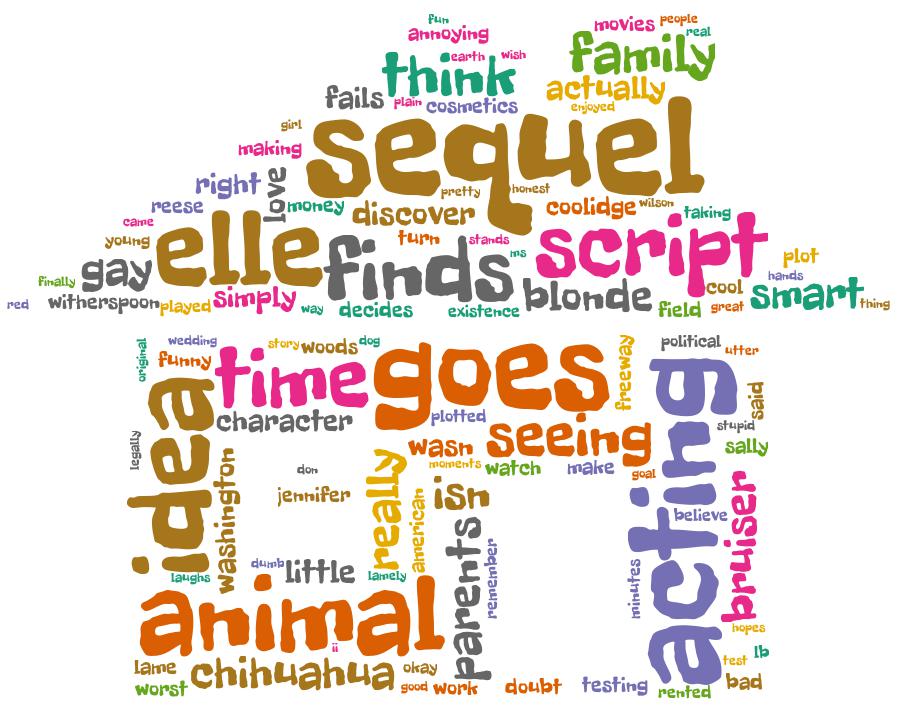 fun
annoying
movies people
real
earth wish
think
family
fails plain cosmetics
actually
enjoyed
girl
sequel
making
right
love
pretty honest
reese
money
discover
coolidge wilson
taking
came
young
elle
turn
stands
script
gay
finds
ms
plot
finally
hands
cool
smart
red
witherspoon
played
simply
way
decides
existence
blonde
field
great
thing
original
wedding
funny
time
story
woods
dog
goes
freeway
political
utter
idea
character
plotted
acting
said
stupid
legally
washington
wasn
seeing
sally
moments
watch
make
goal
don
jennifer
really
american
isn
parents
remember
believe
bruiser
minutes
laughs
dumb
little
lamely
animal
ii
hopes
lame
chihuahua
okay
lb
test
worst
good
work
doubt
testing
rented
bad